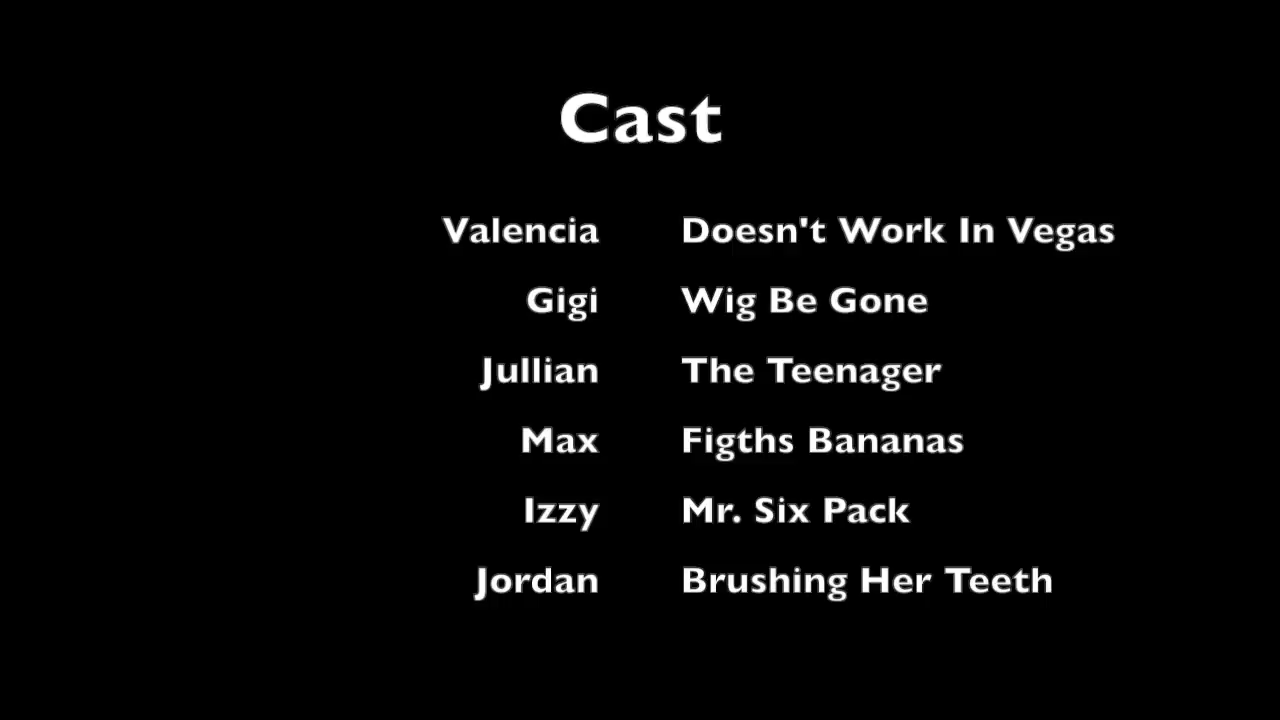 Cast
Valencia Doesn't Work In Vegas
Gigi Wig Be Gone
Jullian The Teenager
Max Figths Bananas
Izzy Mr. Six Pack
Jordan Brushing Her Teeth